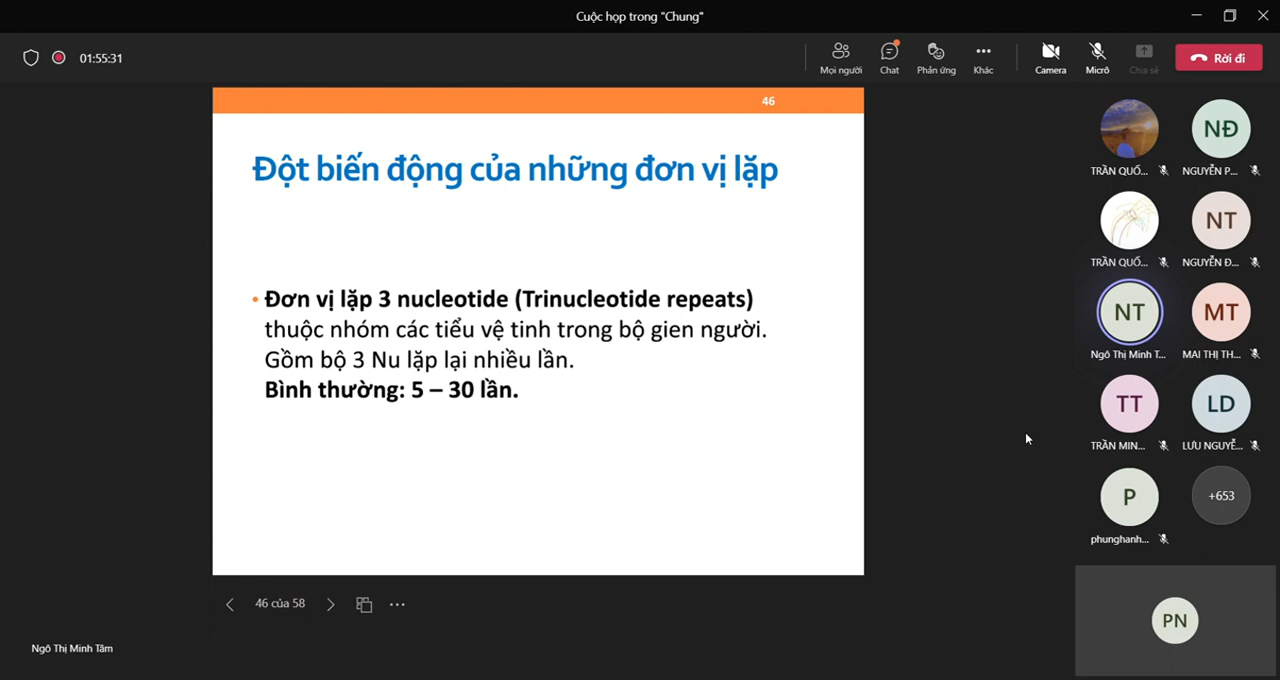 Cuộc họp trong "Chung"
01:55:31
Mọi người
Chat
Phản ứng
Khác
Camera
Micrô
Chia sẻ
Rời đi
46
Đột biến động của những đơn vị lặp
• Đơn vị lặp 3 nucleotide (Trinucleotide repeats)
thuộc nhóm các tiểu vệ tinh trong bộ gien người.
Gồm bộ 3 Nu lặp lại nhiều lần.
Bình thường: 5 – 30 lần.
46 của 58
Ngô Thị Minh Tâm
TRẦN QUỐ...
NĐ
NGUYỄN P...
TRẦN QUỐ...
NT
NGUYỄN Đ...
NT
Ngô Thị Minh T...
MT
MAI THỊ TH...
TT
TRẦN MIN...
LD
LƯU NGUYỄ...
P
phunghanh...
+653
PN